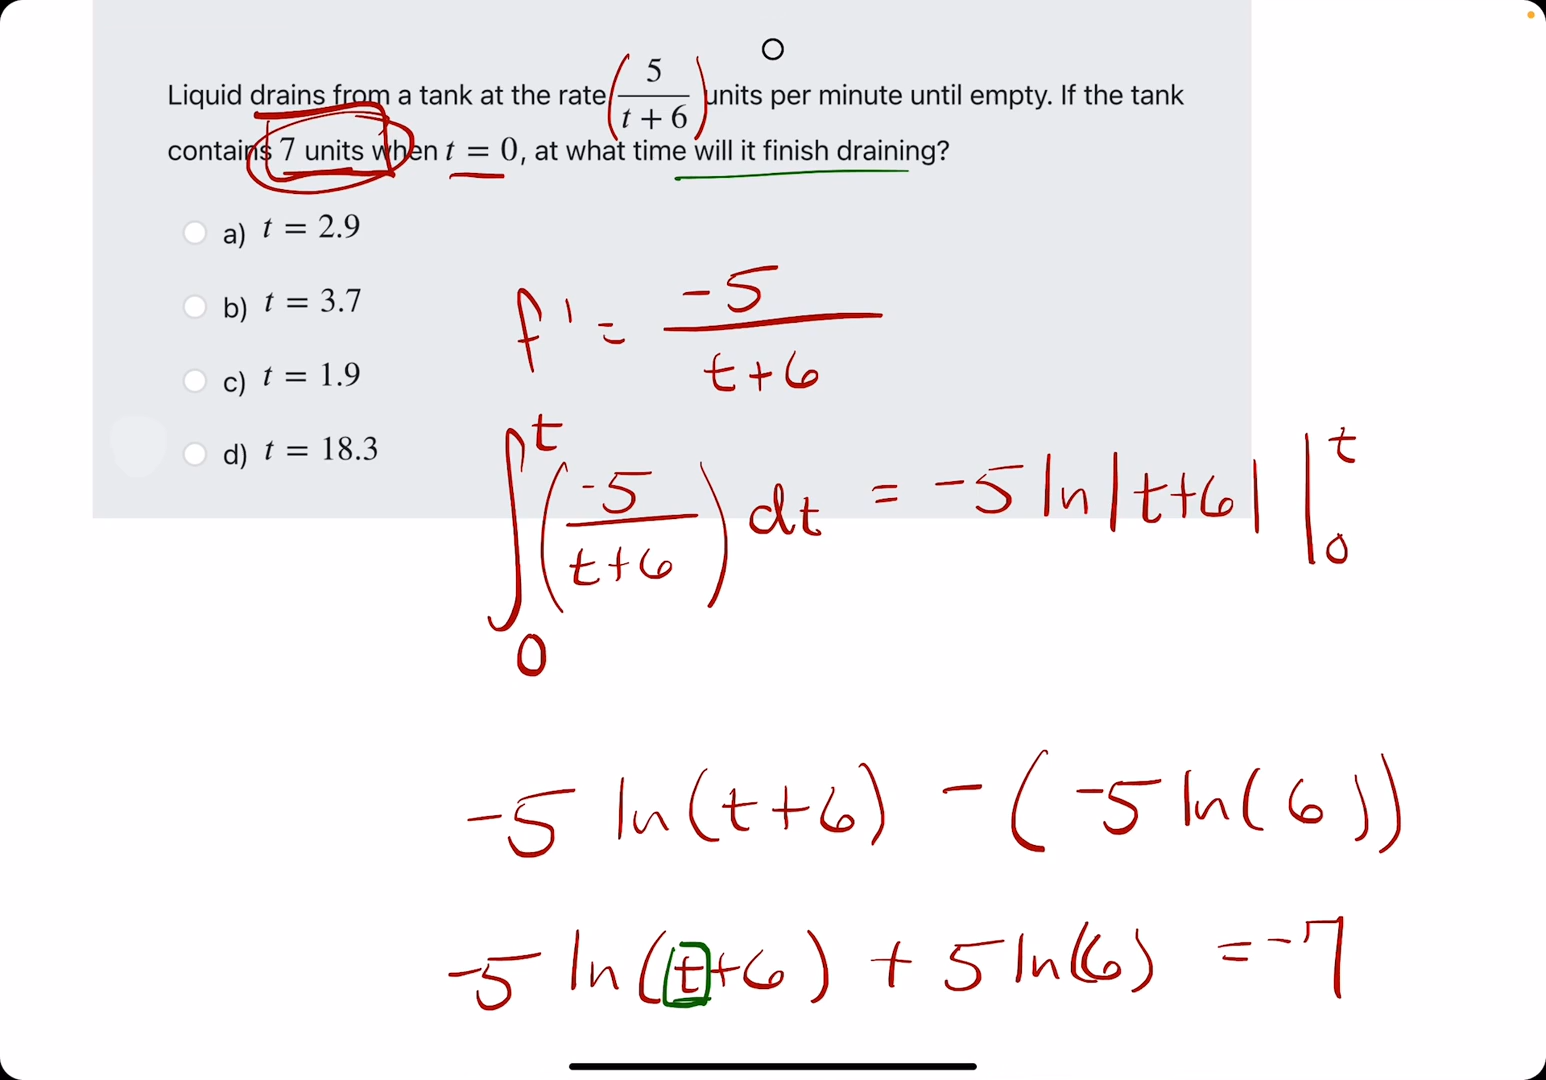 Liquid drains from a tank at the rate (5/(t + 6)) units per minute until empty. If the tank
contains 7 units when t = 0, at what time will it finish draining?
a) t = 2.9
b) t = 3.7
c) t = 1.9
d) t = 18.3
f' = -5/(t+6)
∫₀ᵗ (-5/(t+6)) dt = -5 ln|t+6| |₀ᵗ
-5 ln(t+6) - (-5 ln(6))
-5 ln(t+6) + 5 ln(6) = -7